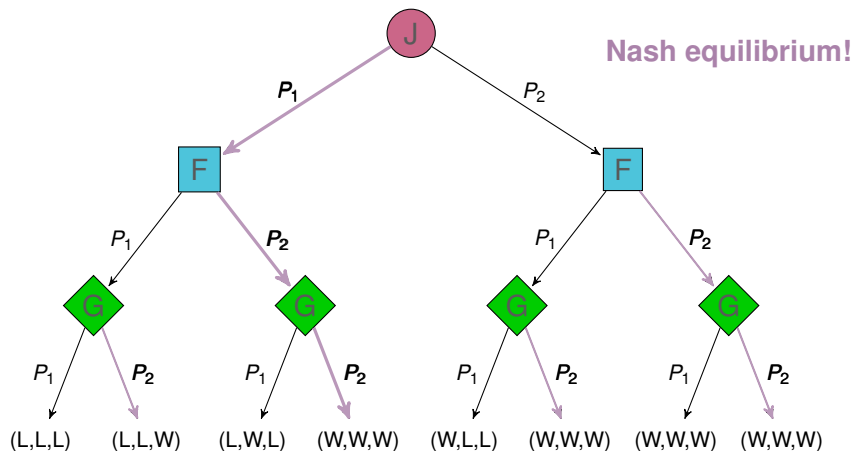 J
Nash equilibrium!
P₁ P₂
F F
P₁ P₂ P₁ P₂
G G G G
P₁ P₂ P₁ P₂ P₁ P₂ P₁ P₂
(L,L,L) (L,L,W) (L,W,L) (W,W,W) (W,L,L) (W,W,W) (W,W,W) (W,W,W)